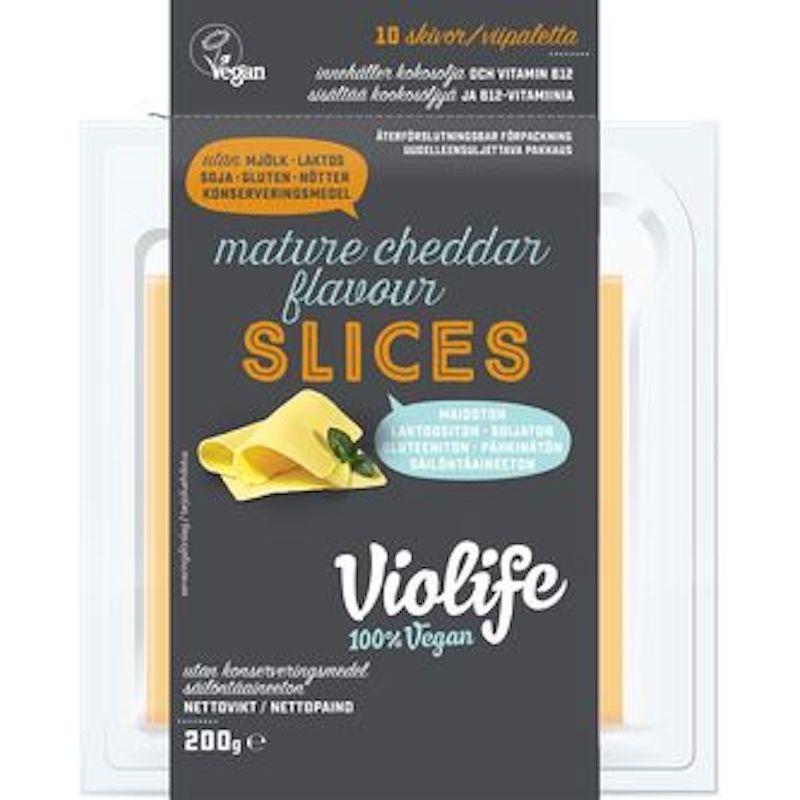 Vegan
10 skivor/viipaletta
innehåller kokosolja OCH VITAMIN B12
sisältää kookosöljyä JA B12-VITAMIINIA
ÅTERFÖRSLUTNINGSBAR FÖRPACKNING
UUDELLEENSULJETTAVA PAKKAUS
utan MJÖLK · LAKTOS
SOJA · GLUTEN · NÖTTER
KONSERVERINGSMEDEL
mature cheddar
flavour
SLICES
MAIDOTON
LAKTOOSITON · SOIJATON
GLUTEENITON · PÄHKINÄTÖN
SÄILÖNTÄAINEETON
serveringsförslag / tarjoiluehdotus
Violife
100% Vegan
utan konserveringsmedel
säilöntäaineeton
NETTOVIKT / NETTOPAINO
200g e